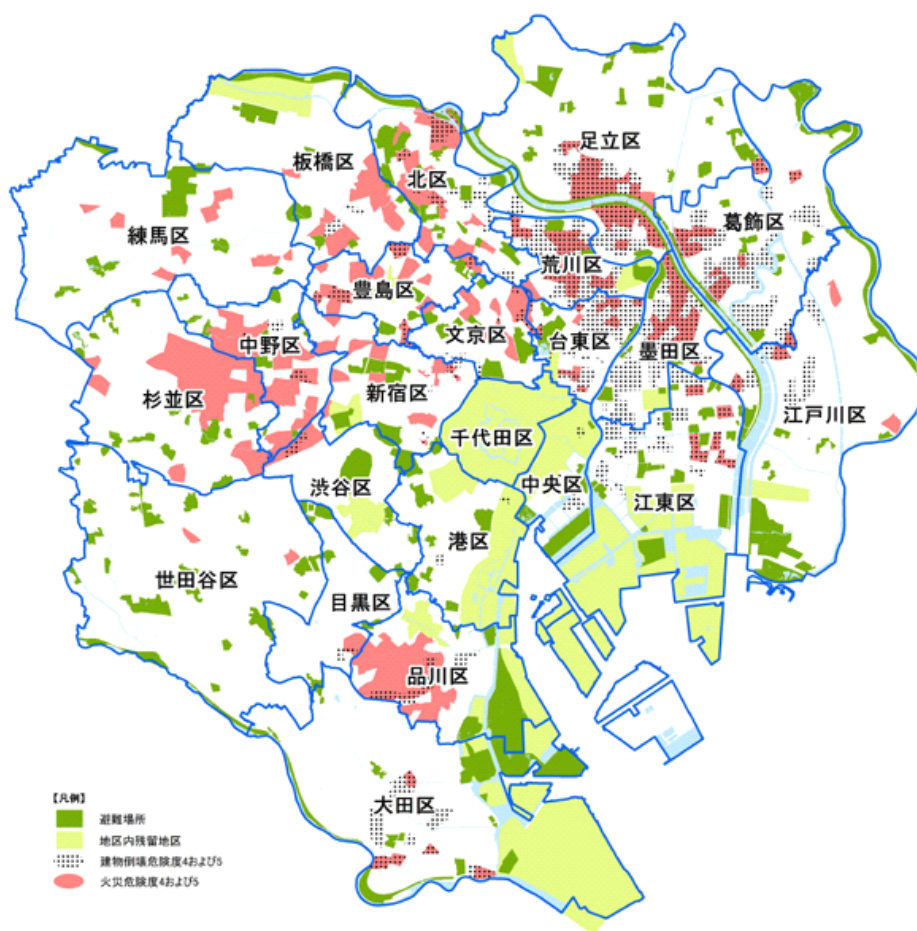 足立区
板橋区
北区
葛飾区
練馬区
荒川区
豊島区
文京区
台東区
中野区
墨田区
杉並区
新宿区
江戸川区
千代田区
渋谷区
中央区
江東区
港区
世田谷区
目黒区
品川区
大田区
【凡例】
避難場所
地区内残留地区
建物倒壊危険度4および5
火災危険度4および5